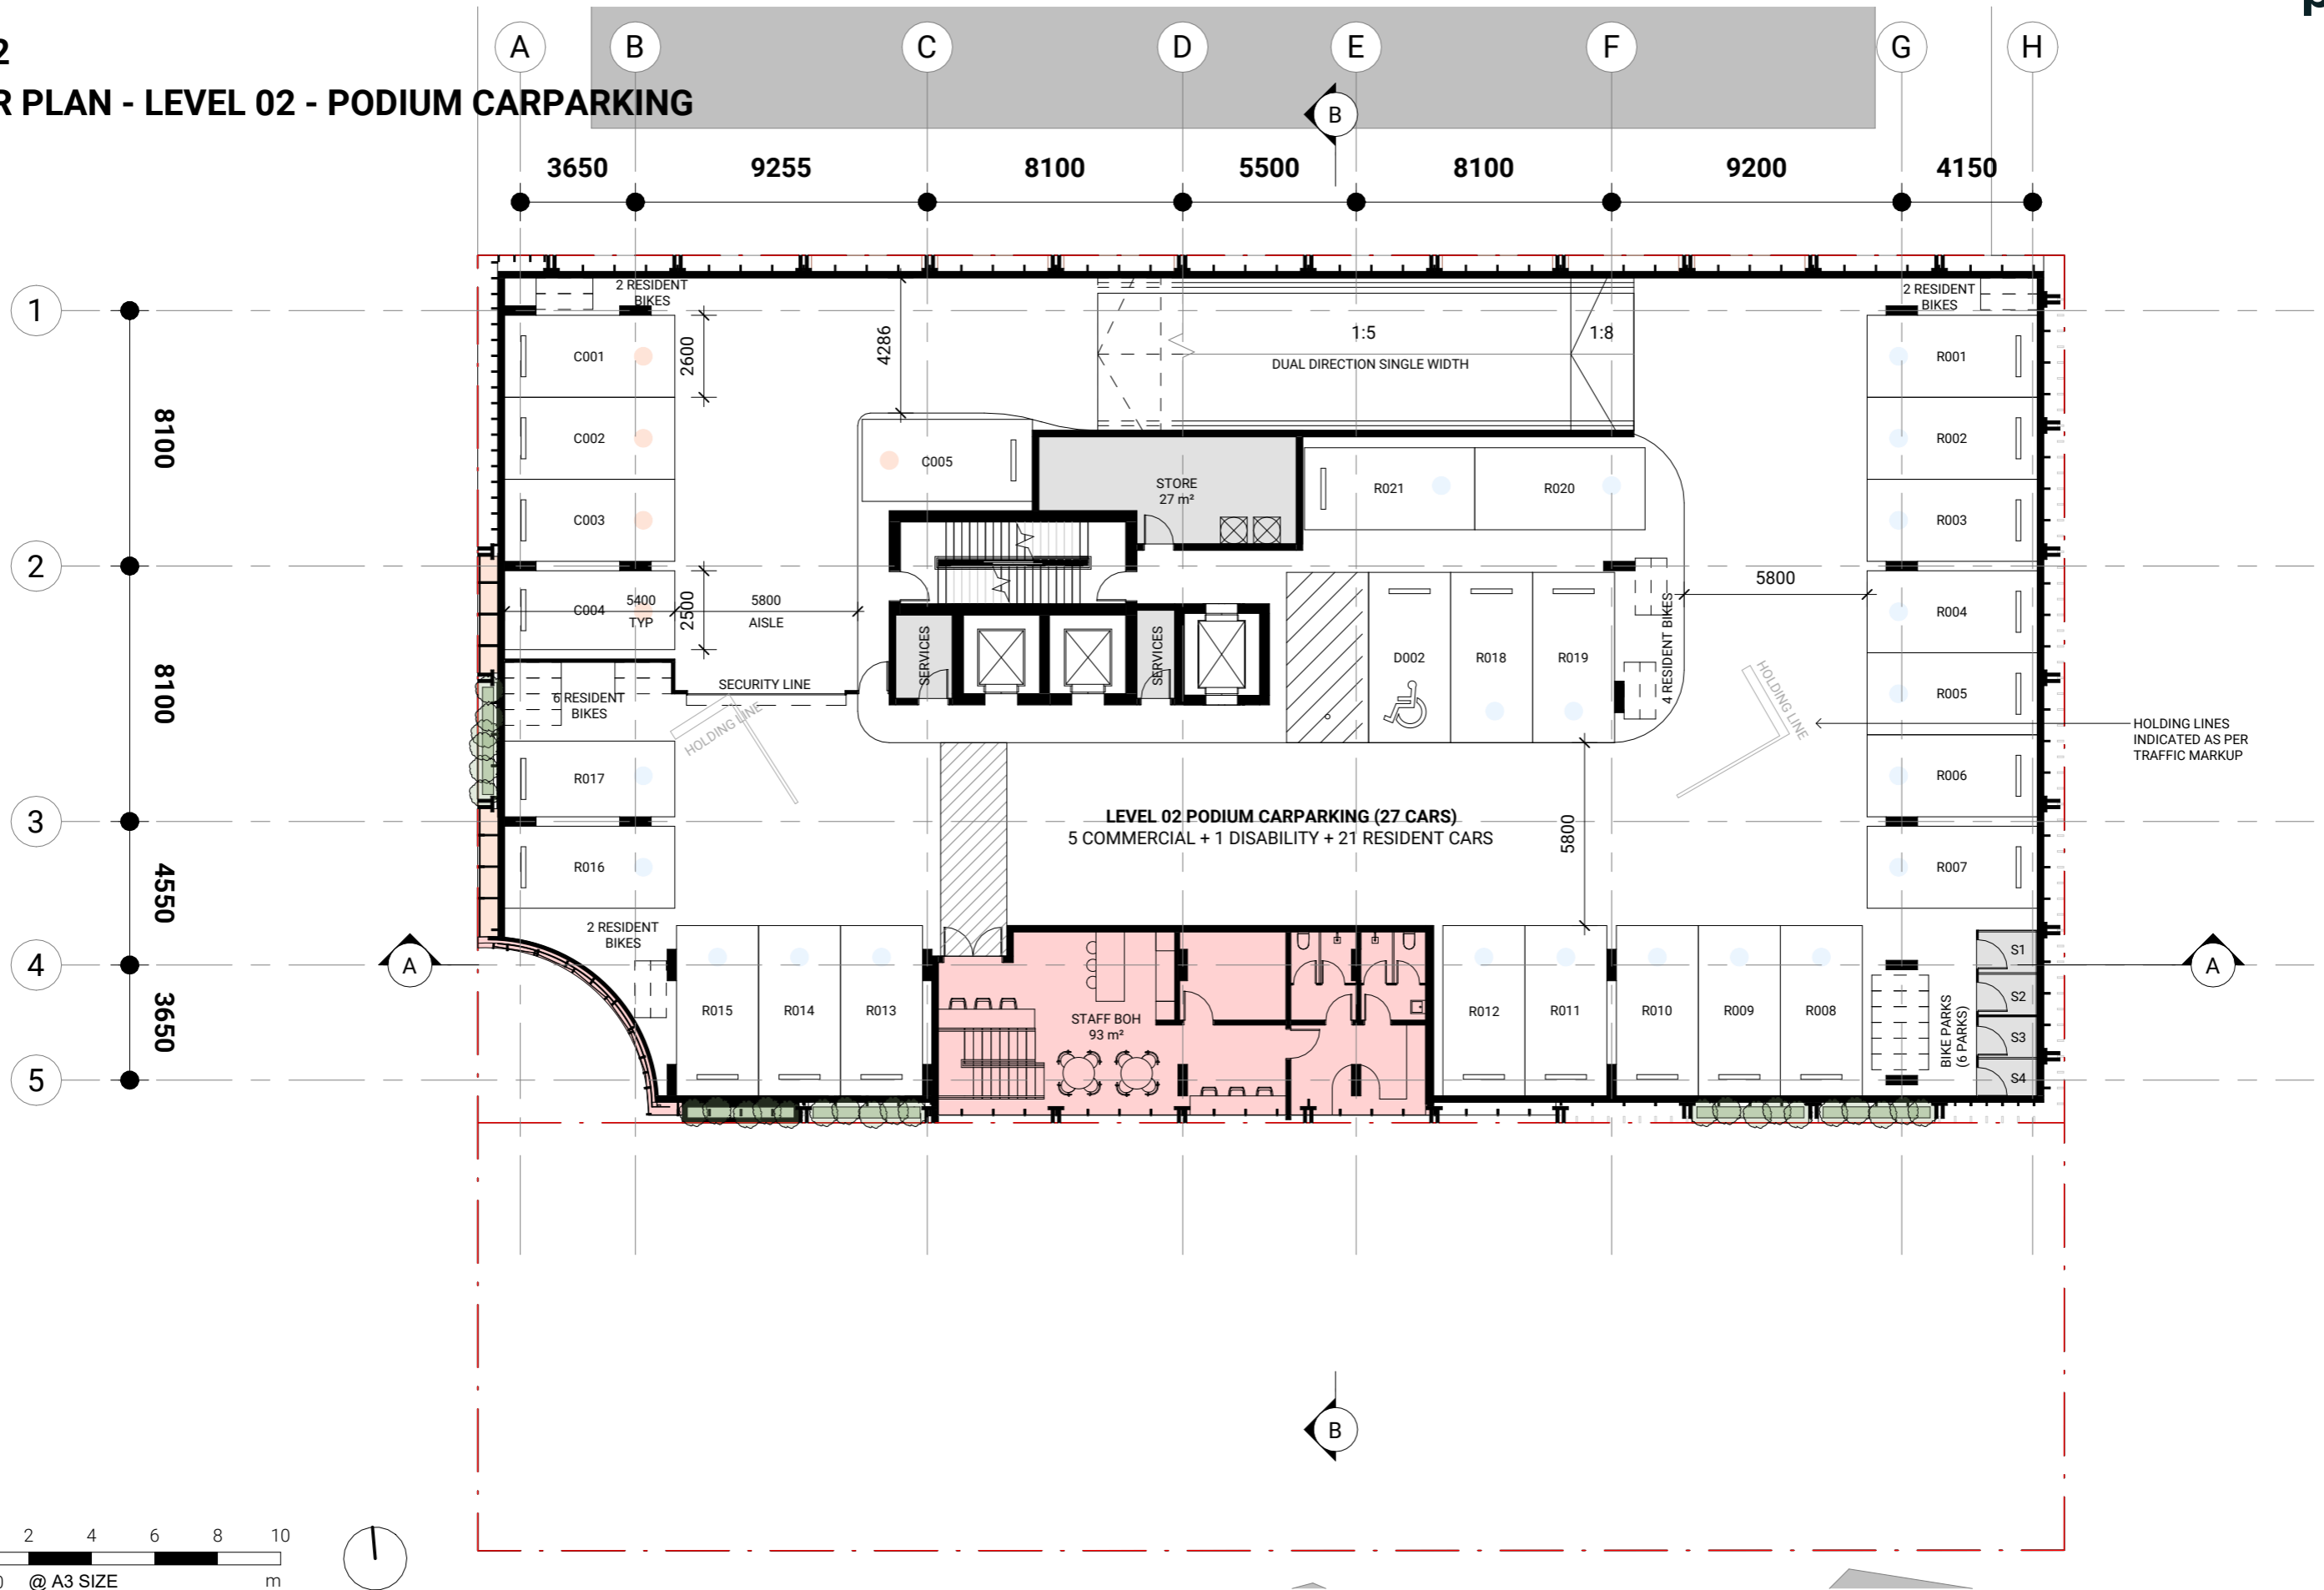 A B C D E F G H
2
R PLAN - LEVEL 02 - PODIUM CARPARKING
B
3650 9255 8100 5500 8100 9200 4150
1
2 RESIDENT
BIKES
2 RESIDENT
BIKES
4286
1:5
1:8
DUAL DIRECTION SINGLE WIDTH
C001
2600
R001
8100
C002
R002
C005
STORE
27 m²
R021
R020
C003
R003
2
C004
5400
TYP
2500
5800
AISLE
5800
R004
SERVICES
SERVICES
D002
R018
R019
4 RESIDENT BIKES
SECURITY LINE
6 RESIDENT
BIKES
HOLDING LINE
HOLDING LINE
8100
R005
HOLDING LINES
INDICATED AS PER
TRAFFIC MARKUP
R017
R006
3
LEVEL 02 PODIUM CARPARKING (27 CARS)
5 COMMERCIAL + 1 DISABILITY + 21 RESIDENT CARS
5800
R016
R007
4550
2 RESIDENT
BIKES
4
A
A
S1
S2
S3
S4
R015
R014
R013
STAFF BOH
93 m²
R012
R011
R010
R009
R008
BIKE PARKS
(6 PARKS)
3650
5
B
2 4 6 8 10
@ A3 SIZE
m